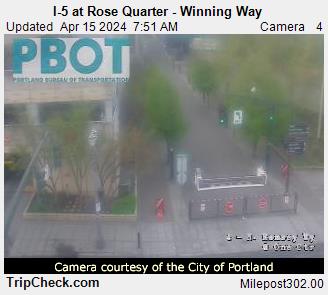 I-5 at Rose Quarter - Winning Way
Updated Apr 15 2024 7:51 AM Camera 4
PBOT
PORTLAND BUREAU OF TRANSPORTATION
Camera courtesy of the City of Portland
TripCheck.com Milepost302.00